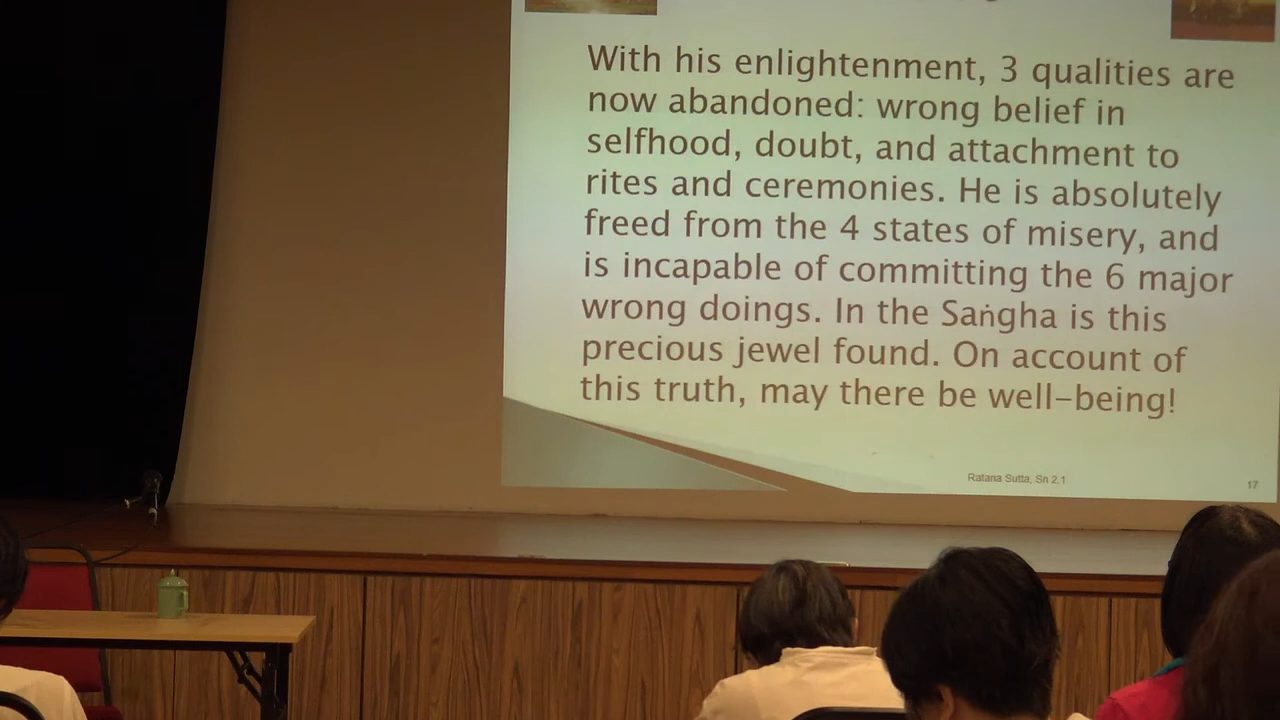 With his enlightenment, 3 qualities are
now abandoned: wrong belief in
selfhood, doubt, and attachment to
rites and ceremonies. He is absolutely
freed from the 4 states of misery, and
is incapable of committing the 6 major
wrong doings. In the Saṅgha is this
precious jewel found. On account of
this truth, may there be well-being!
Ratana Sutta, Sn 2.1
17